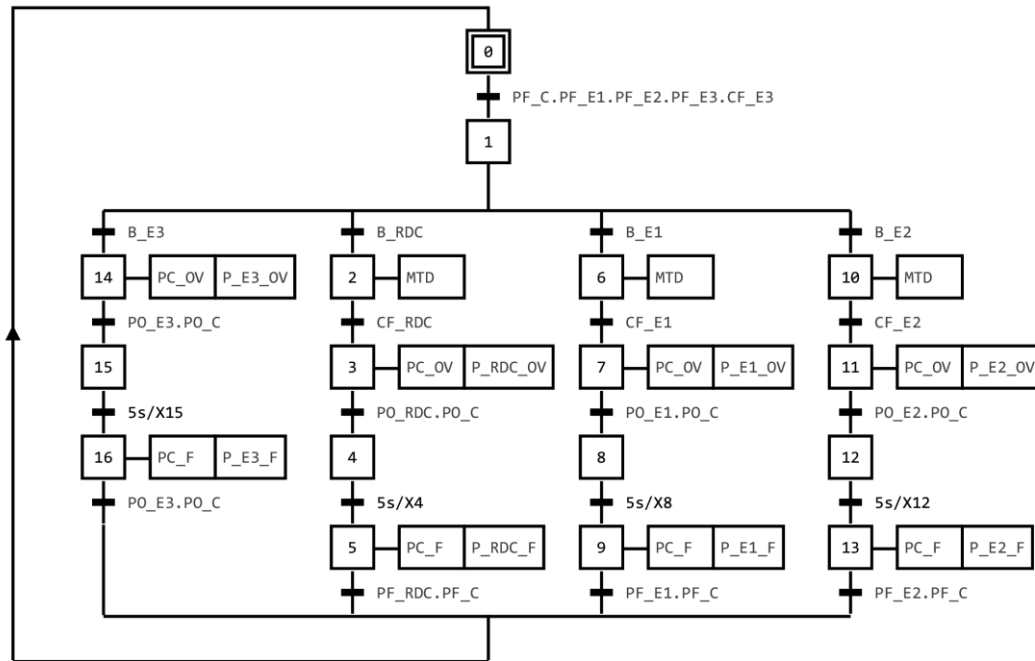 0
PF_C.PF_E1.PF_E2.PF_E3.CF_E3
1
B_E3 B_RDC B_E1 B_E2
14 PC_OV P_E3_OV 2 MTD 6 MTD 10 MTD
PO_E3.PO_C CF_RDC CF_E1 CF_E2
15 3 PC_OV P_RDC_OV 7 PC_OV P_E1_OV 11 PC_OV P_E2_OV
5s/X15 PO_RDC.PO_C PO_E1.PO_C PO_E2.PO_C
16 PC_F P_E3_F 4 8 12
PO_E3.PO_C 5s/X4 5s/X8 5s/X12
5 PC_F P_RDC_F 9 PC_F P_E1_F 13 PC_F P_E2_F
PF_RDC.PF_C PF_E1.PF_C PF_E2.PF_C